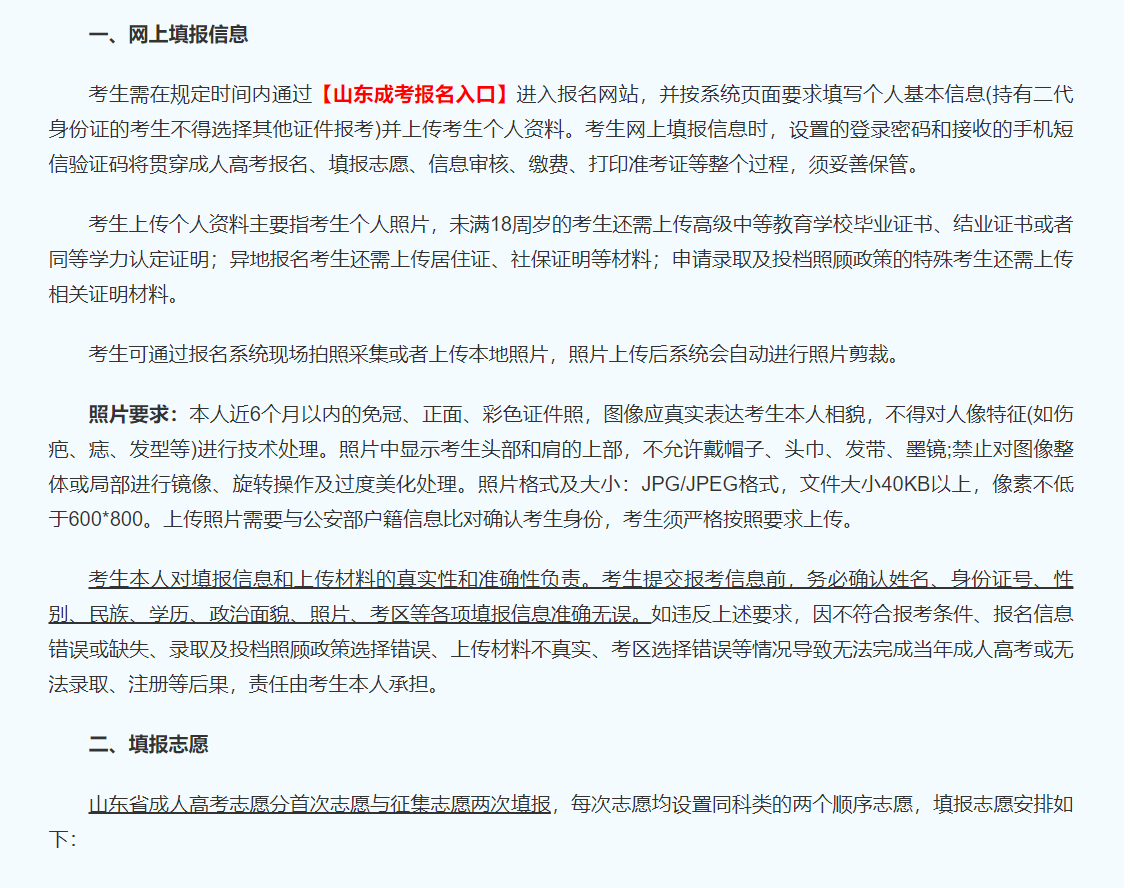 一、网上填报信息
考生需在规定时间内通过【山东成考报名入口】进入报名网站，并按系统页面要求填写个人基本信息(持有二代
身份证的考生不得选择其他证件报考)并上传考生个人资料。考生网上填报信息时，设置的登录密码和接收的手机短
信验证码将贯穿成人高考报名、填报志愿、信息审核、缴费、打印准考证等整个过程，须妥善保管。
考生上传个人资料主要指考生个人照片，未满18周岁的考生还需上传高级中等教育学校毕业证书、结业证书或者
同等学力认定证明；异地报名考生还需上传居住证、社保证明等材料；申请录取及投档照顾政策的特殊考生还需上传
相关证明材料。
考生可通过报名系统现场拍照采集或者上传本地照片，照片上传后系统会自动进行照片剪裁。
照片要求：本人近6个月以内的免冠、正面、彩色证件照，图像应真实表达考生本人相貌，不得对人像特征(如伤
疤、痣、发型等)进行技术处理。照片中显示考生头部和肩的上部，不允许戴帽子、头巾、发带、墨镜;禁止对图像整
体或局部进行镜像、旋转操作及过度美化处理。照片格式及大小：JPG/JPEG格式，文件大小40KB以上，像素不低
于600*800。上传照片需要与公安部户籍信息比对确认考生身份，考生须严格按照要求上传。
考生本人对填报信息和上传材料的真实性和准确性负责。考生提交报考信息前，务必确认姓名、身份证号、性
别、民族、学历、政治面貌、照片、考区等各项填报信息准确无误。如违反上述要求，因不符合报考条件、报名信息
错误或缺失、录取及投档照顾政策选择错误、上传材料不真实、考区选择错误等情况导致无法完成当年成人高考或无
法录取、注册等后果，责任由考生本人承担。
二、填报志愿
山东省成人高考志愿分首次志愿与征集志愿两次填报，每次志愿均设置同科类的两个顺序志愿，填报志愿安排如
下：